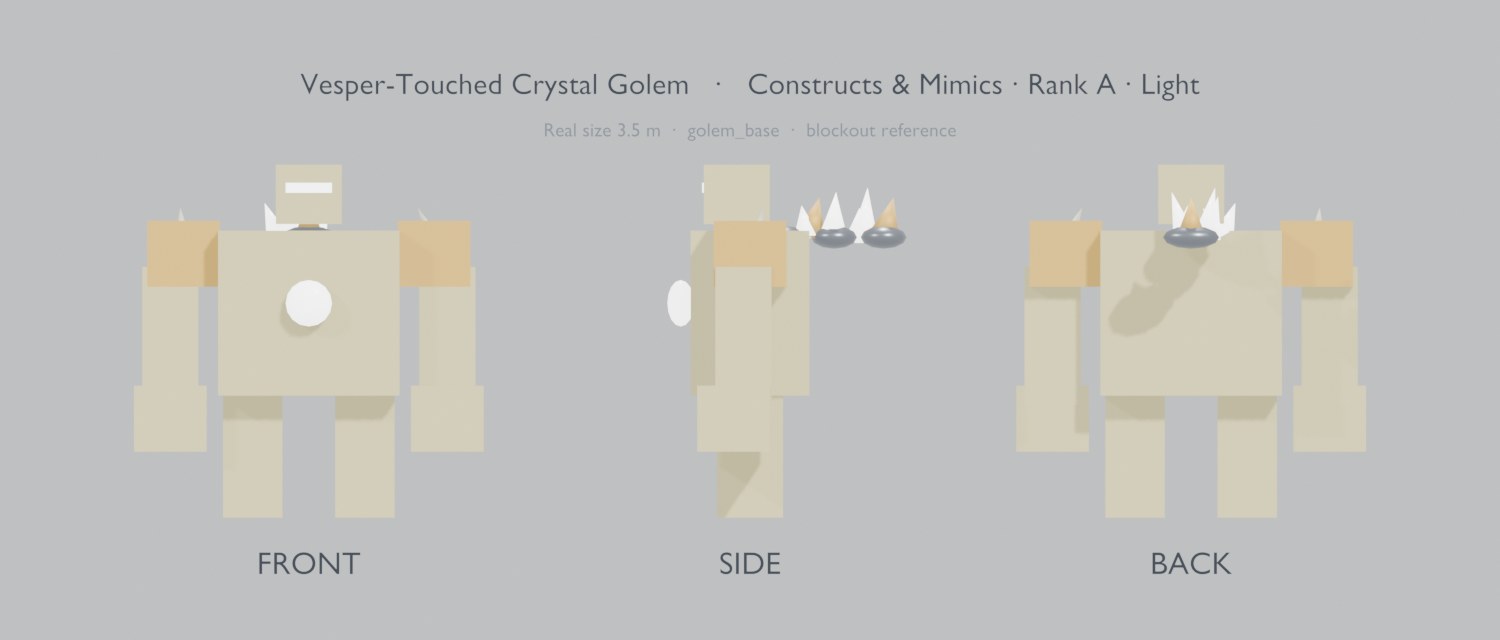 Vesper-Touched Crystal Golem · Constructs & Mimics · Rank A · Light
Real size 3.5 m · golem_base · blockout reference
FRONT SIDE BACK